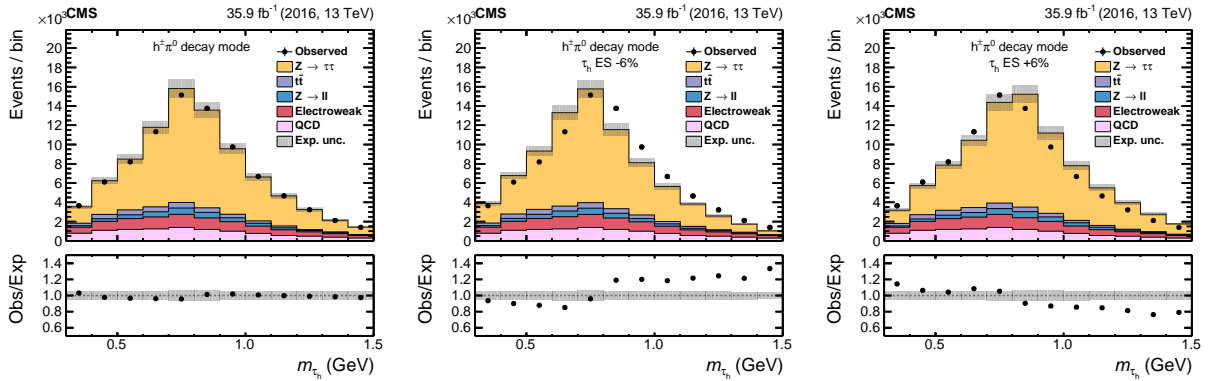 ×10³ CMS 35.9 fb⁻¹ (2016, 13 TeV)
Events / bin
20
18
16
14
12
10
8
6
4
2
0
h±π⁰ decay mode
Observed
Z → ττ
tt̄
Z → ll
Electroweak
QCD
Exp. unc.
Obs/Exp
1.4
1.2
1.0
0.8
0.6
0.5 1.0 1.5
m_τh (GeV)
×10³ CMS 35.9 fb⁻¹ (2016, 13 TeV)
Events / bin
20
18
16
14
12
10
8
6
4
2
0
h±π⁰ decay mode
τh ES -6%
Observed
Z → ττ
tt̄
Z → ll
Electroweak
QCD
Exp. unc.
Obs/Exp
1.4
1.2
1.0
0.8
0.6
0.5 1.0 1.5
m_τh (GeV)
×10³ CMS 35.9 fb⁻¹ (2016, 13 TeV)
Events / bin
20
18
16
14
12
10
8
6
4
2
0
h±π⁰ decay mode
τh ES +6%
Observed
Z → ττ
tt̄
Z → ll
Electroweak
QCD
Exp. unc.
Obs/Exp
1.4
1.2
1.0
0.8
0.6
0.5 1.0 1.5
m_τh (GeV)